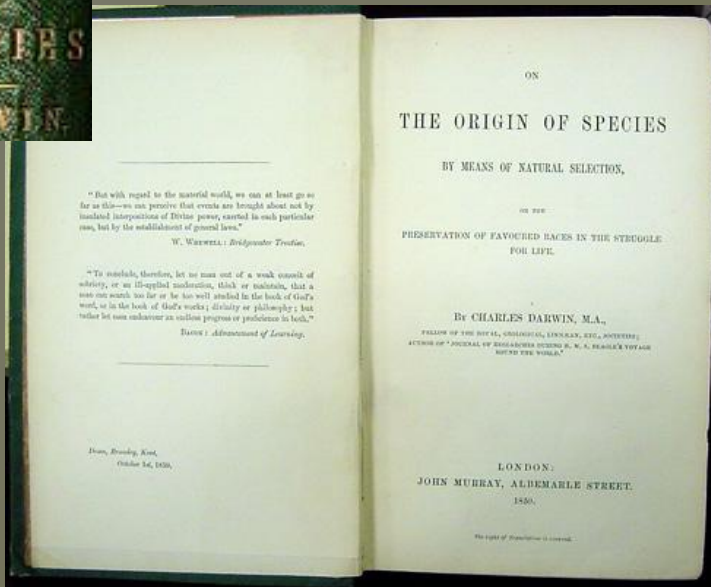 IN.
"But with regard to the material world, we can at least go so
far as this—we can perceive that events are brought about not by
insulated interpositions of Divine power, exerted in each particular
case, but by the establishment of general laws."
W. WHEWELL: Bridgewater Treatise.
"To conclude, therefore, let no man out of a weak conceit of
sobriety, or an ill-applied moderation, think or maintain, that a
man can search too far or be too well studied in the book of God's
word, or in the book of God's works; divinity or philosophy; but
rather let men endeavour an endless progress or proficience in both."
BACON: Advancement of Learning.
Down, Bromley, Kent,
October 1st, 1859.
ON
THE ORIGIN OF SPECIES
BY MEANS OF NATURAL SELECTION,
OR THE
PRESERVATION OF FAVOURED RACES IN THE STRUGGLE
FOR LIFE.
BY CHARLES DARWIN, M.A.,
FELLOW OF THE ROYAL, GEOLOGICAL, LINNÆAN, ETC., SOCIETIES;
AUTHOR OF 'JOURNAL OF RESEARCHES DURING H. M. S. BEAGLE'S VOYAGE
ROUND THE WORLD.'
LONDON:
JOHN MURRAY, ALBEMARLE STREET.
1859.
The right of Translation is reserved.